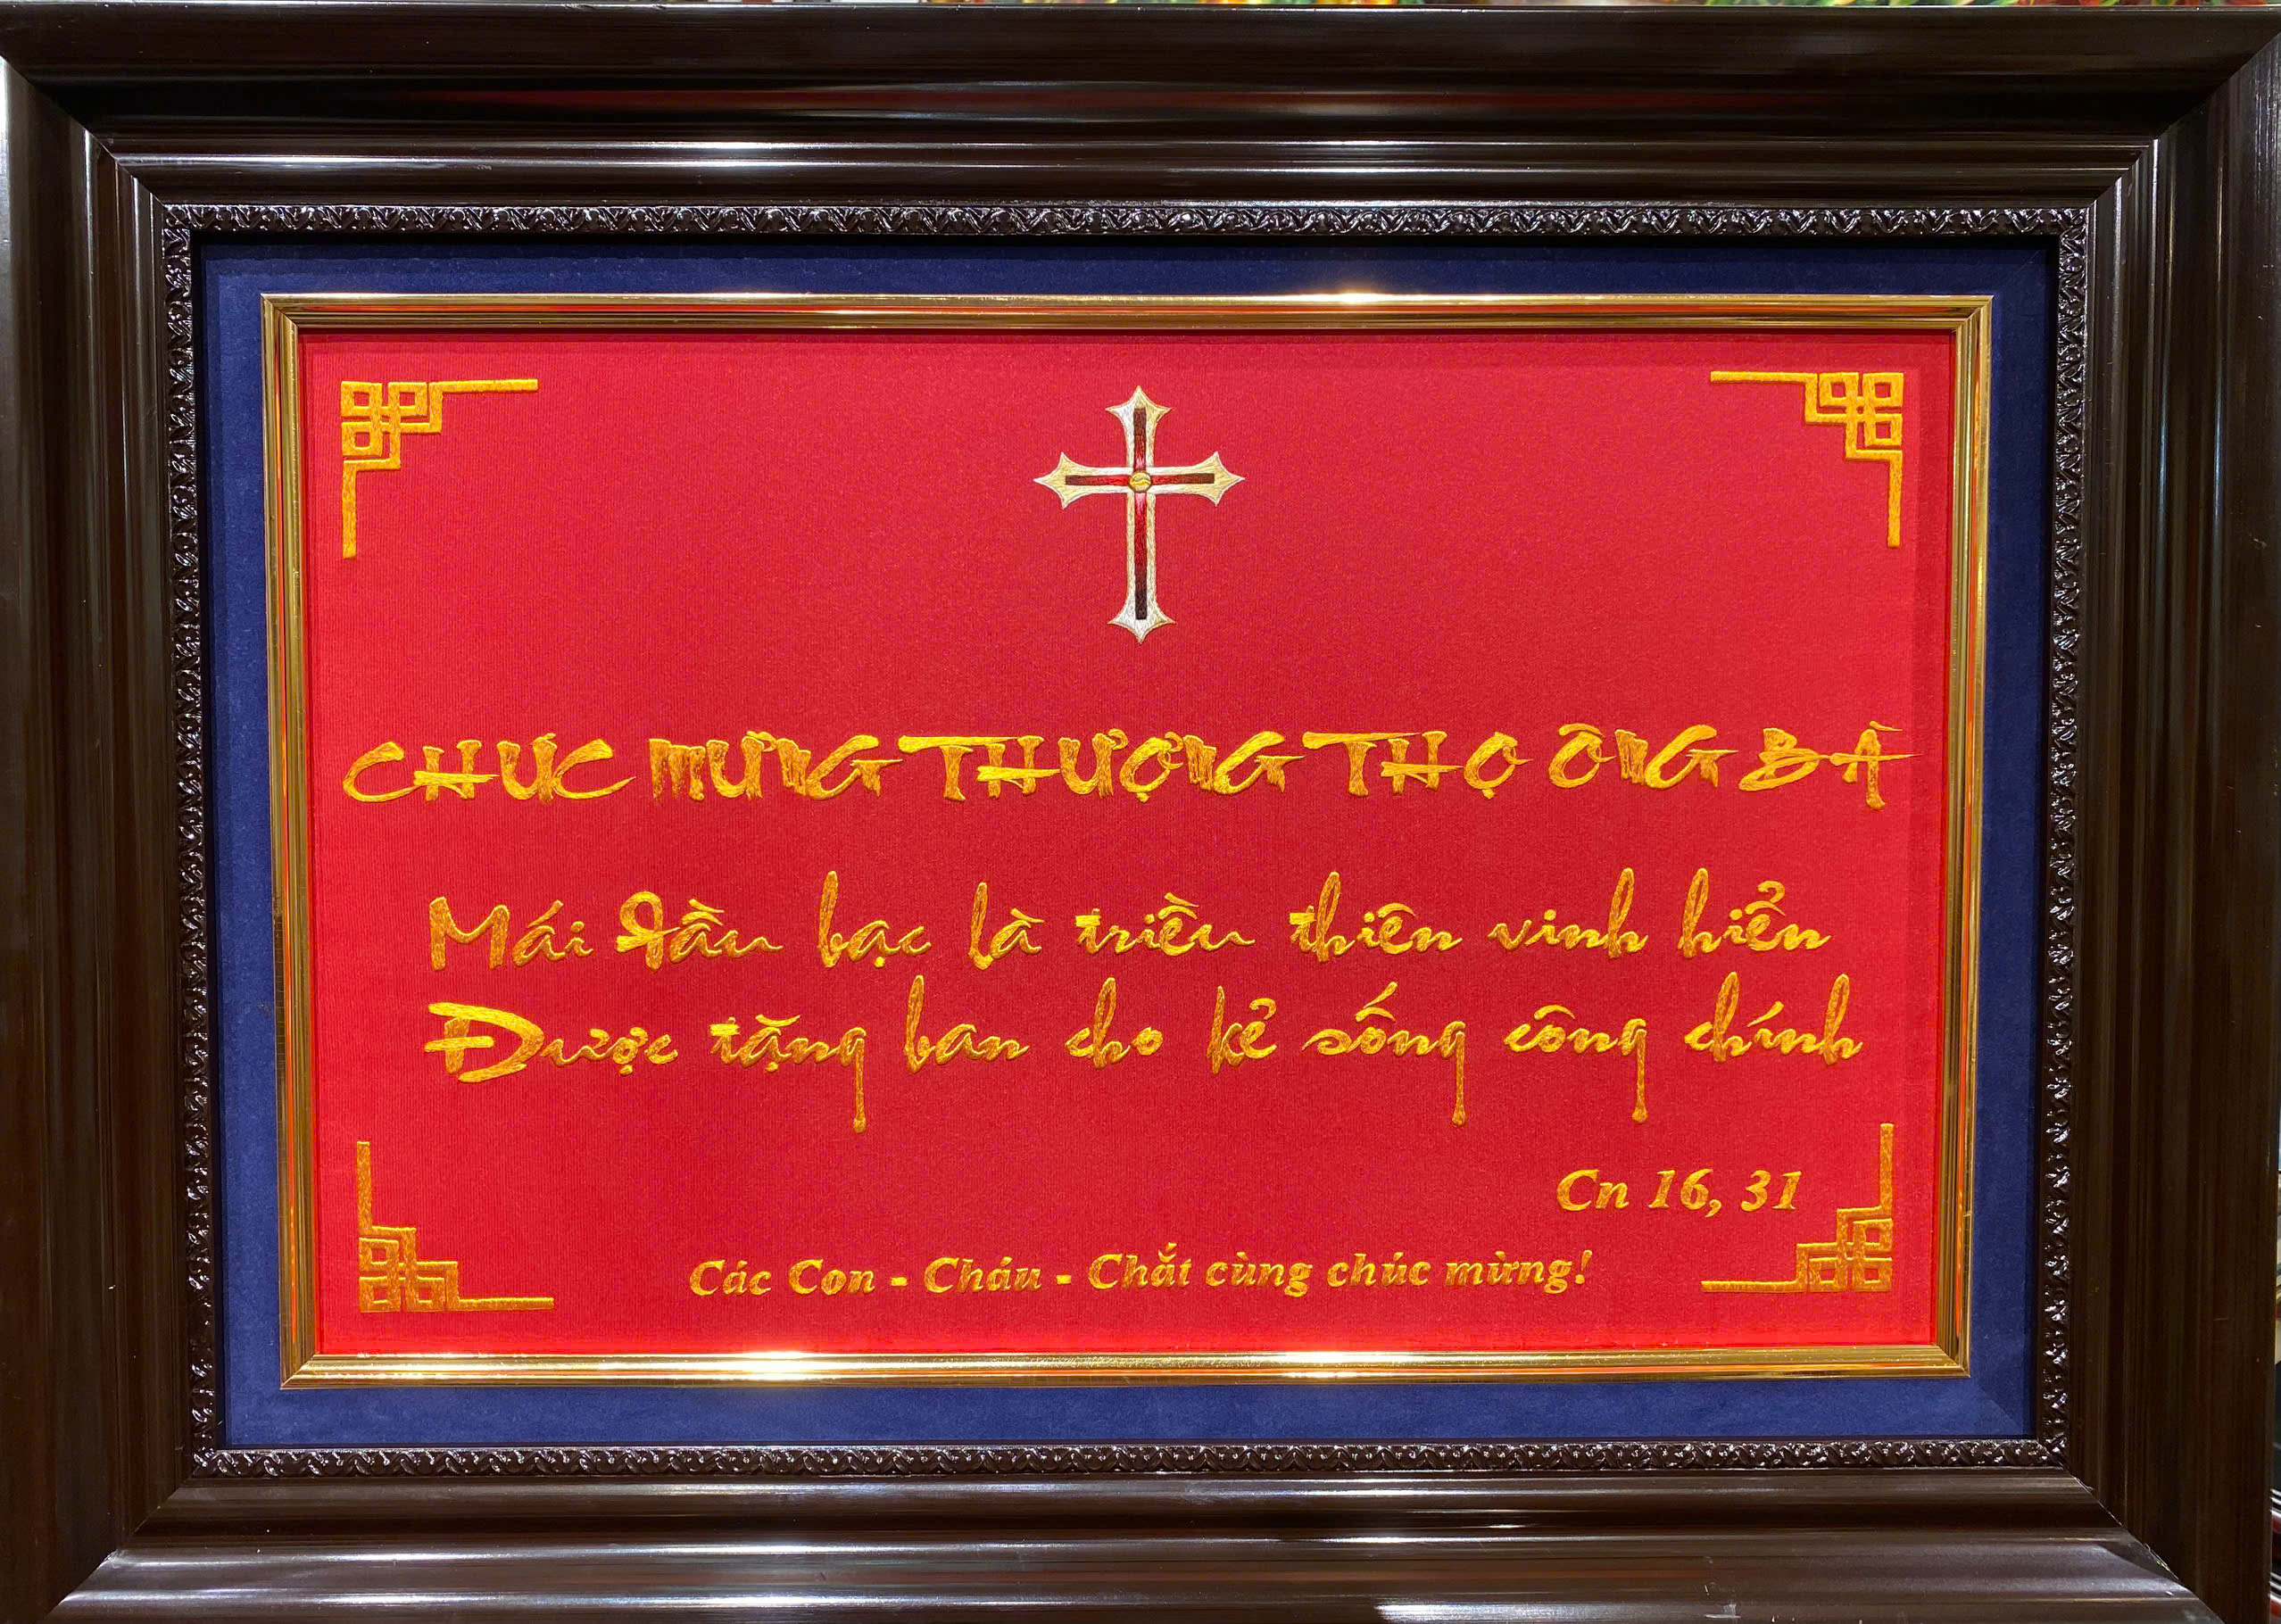 CHÚC MỪNG THƯỢNG THỌ ÔNG BÀ
Mái đầu bạc là triều thiên vinh hiển
Được tặng ban cho kẻ sống công chính
Cn 16, 31
Các Con - Cháu - Chắt cùng chúc mừng!